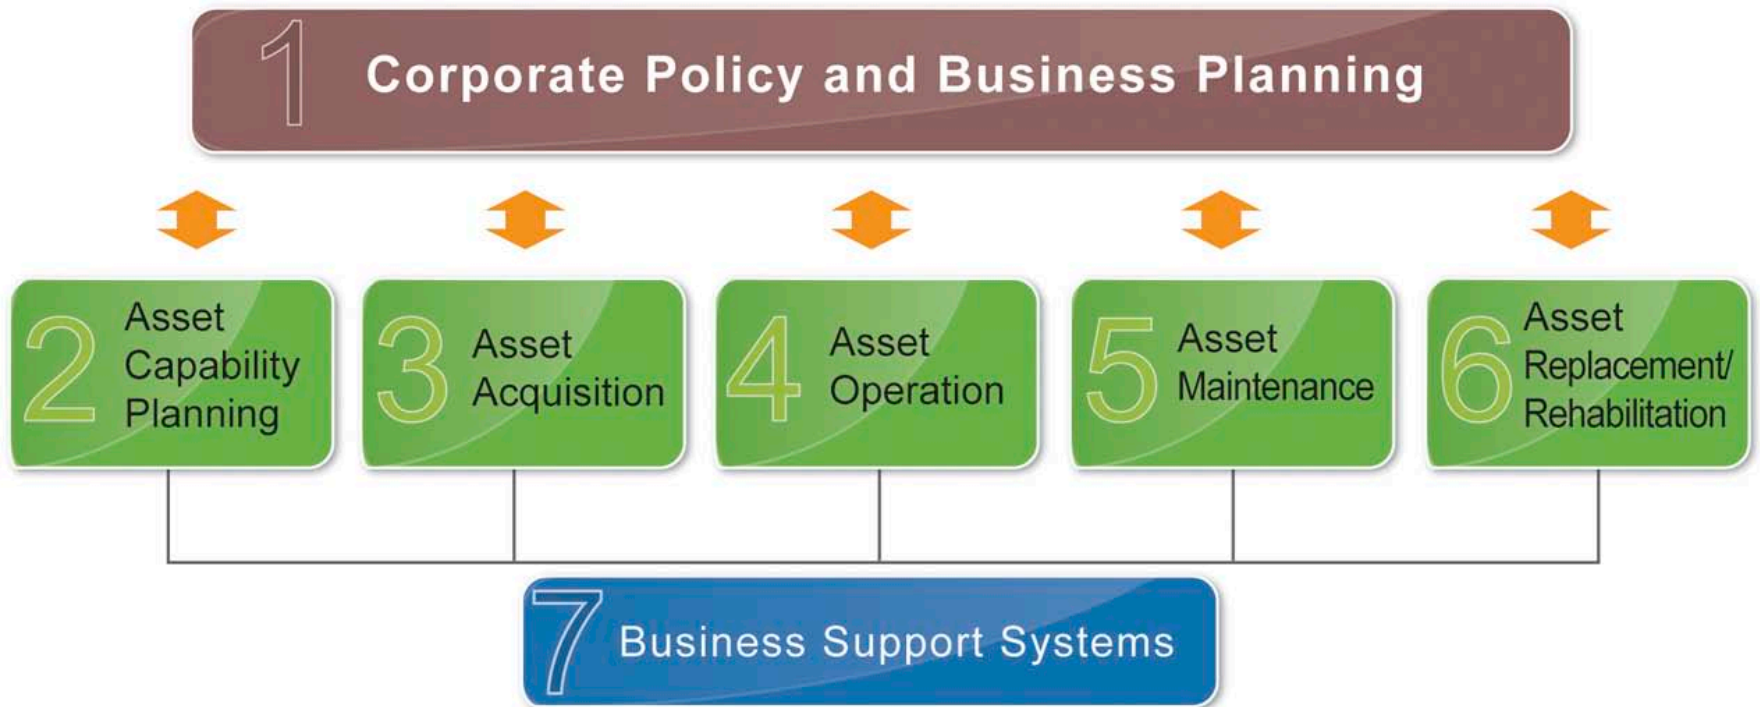 1 Corporate Policy and Business Planning
2 Asset
Capability
Planning
3 Asset
Acquisition
4 Asset
Operation
5 Asset
Maintenance
6 Asset
Replacement/
Rehabilitation
7 Business Support Systems